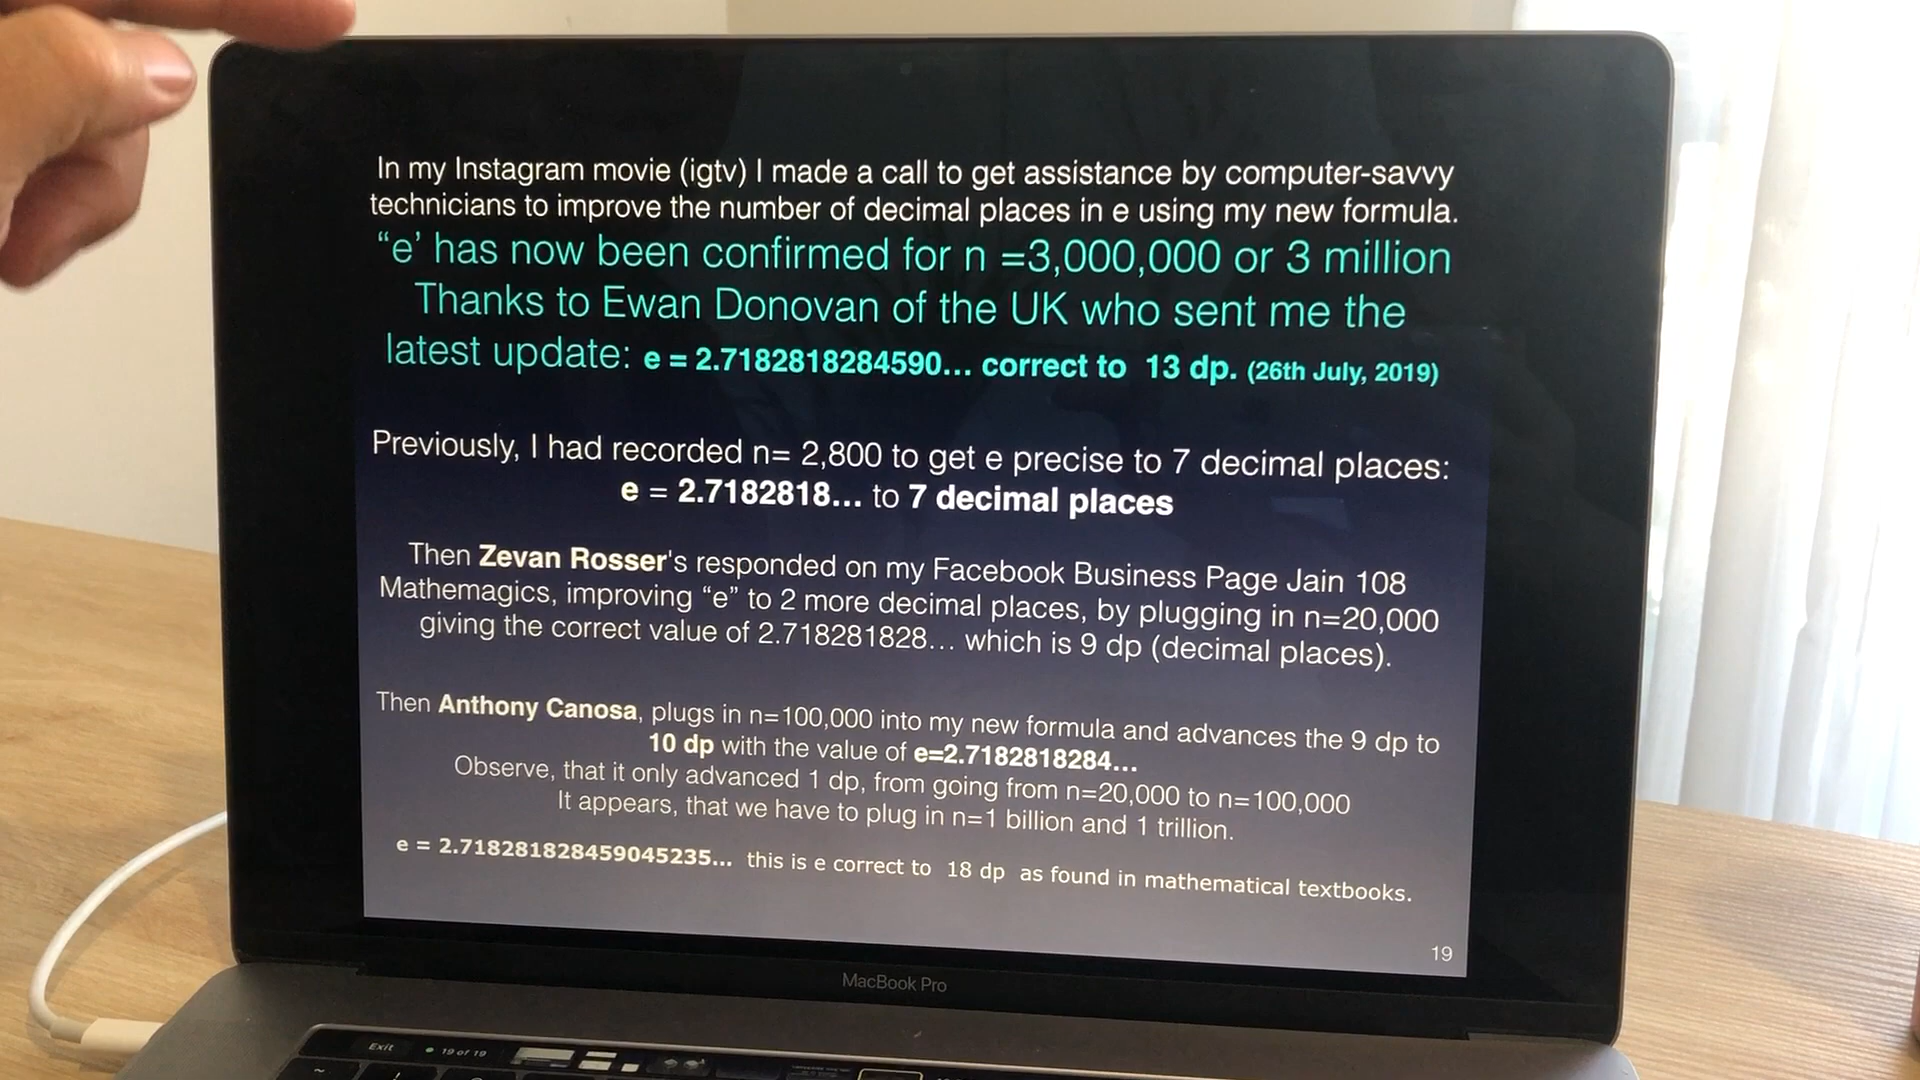 In my Instagram movie (igtv) I made a call to get assistance by computer-savvy
technicians to improve the number of decimal places in e using my new formula.
“e’ has now been confirmed for n =3,000,000 or 3 million
Thanks to Ewan Donovan of the UK who sent me the
latest update: e = 2.7182818284590... correct to 13 dp. (26th July, 2019)
Previously, I had recorded n= 2,800 to get e precise to 7 decimal places:
e = 2.7182818... to 7 decimal places
Then Zevan Rosser's responded on my Facebook Business Page Jain 108
Mathemagics, improving “e” to 2 more decimal places, by plugging in n=20,000
giving the correct value of 2.718281828... which is 9 dp (decimal places).
Then Anthony Canosa, plugs in n=100,000 into my new formula and advances the 9 dp to
10 dp with the value of e=2.7182818284...
Observe, that it only advanced 1 dp, from going from n=20,000 to n=100,000
It appears, that we have to plug in n=1 billion and 1 trillion.
e = 2.718281828459045235... this is e correct to 18 dp as found in mathematical textbooks.
19
MacBook Pro
Exit
19 of 19